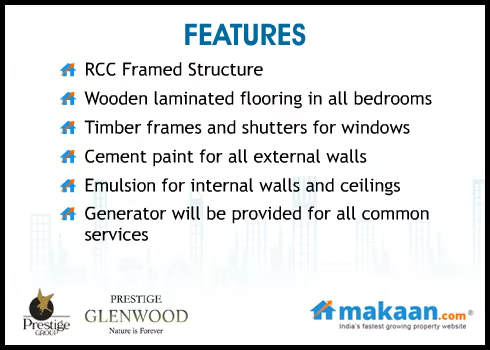 FEATURES
RCC Framed Structure
Wooden laminated flooring in all bedrooms
Timber frames and shutters for windows
Cement paint for all external walls
Emulsion for internal walls and ceilings
Generator will be provided for all common
services
Prestige
GROUP
PRESTIGE
GLENWOOD
Nature is Forever
makaan.com®
India's fastest growing property website